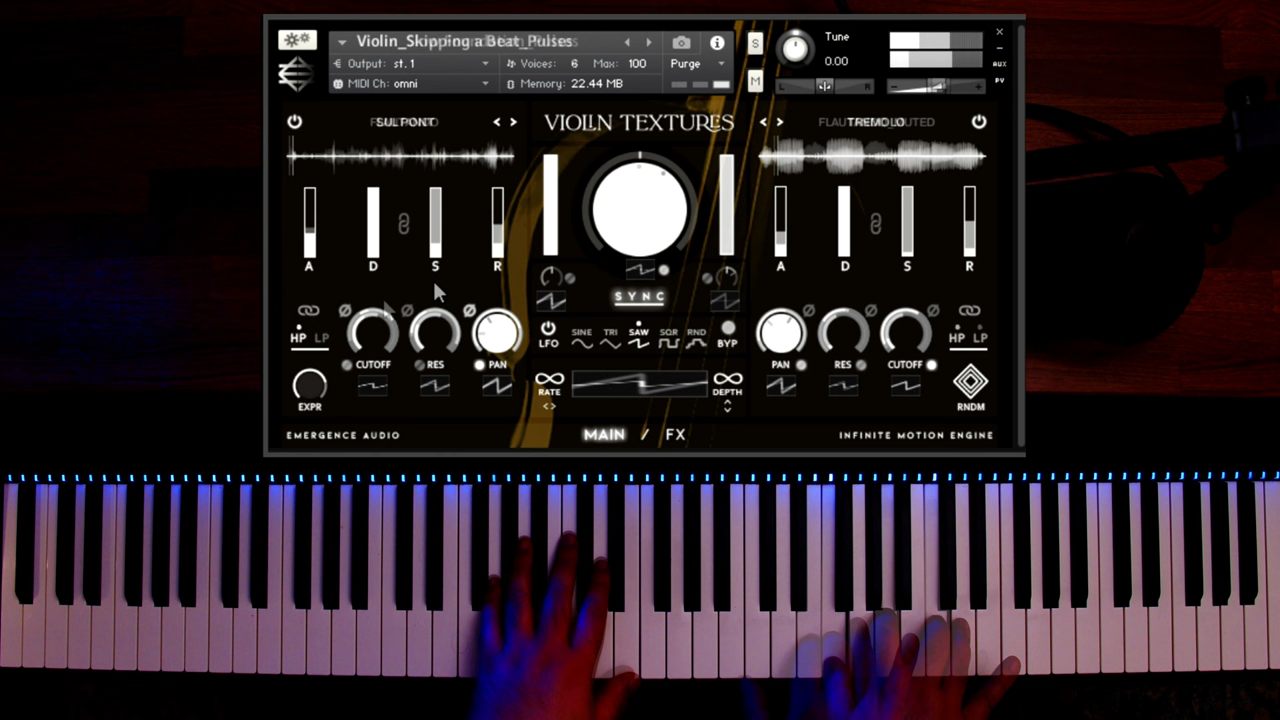 Violin_Skipping a Beat_Pulses
Output: st. 1
Voices: 6 Max: 100
Purge
MIDI Ch: omni
Memory: 22.44 MB
S
M
Tune
0.00
L
R
AUX
PV
SUL PONT
VIOLIN TEXTURES
TREMOLO
A
D
S
R
A
D
S
R
SYNC
HP LP
CUTOFF
RES
PAN
EXPR
LFO
SINE
TRI
SAW
SQR
RND
BYP
RATE
DEPTH
PAN
RES
CUTOFF
HP LP
RNDM
EMERGENCE AUDIO
MAIN / FX
INFINITE MOTION ENGINE